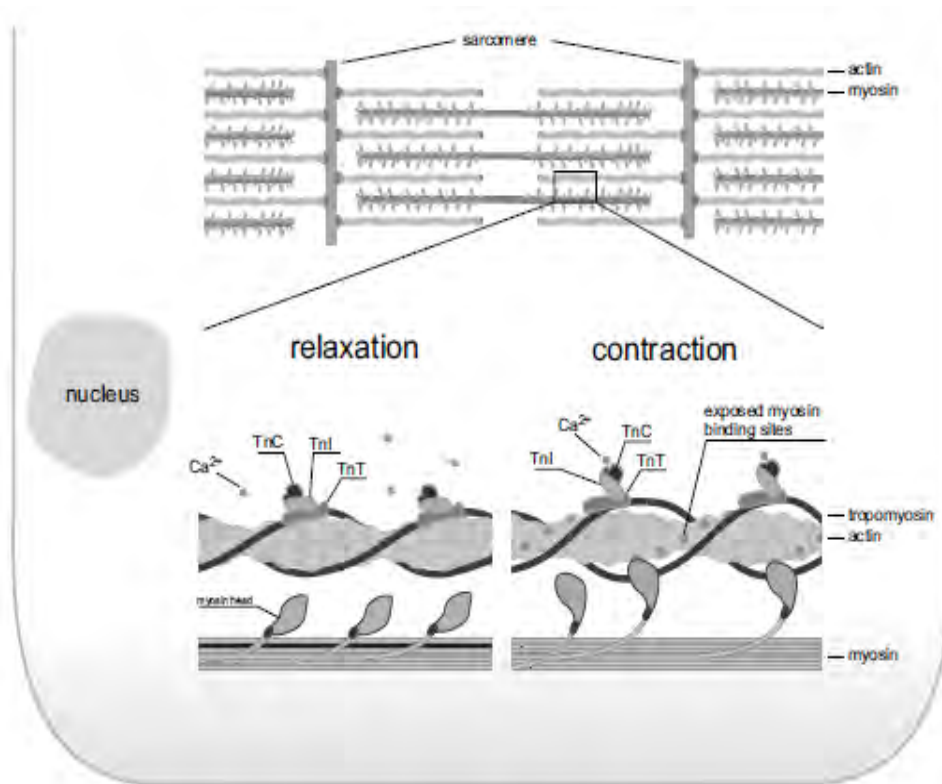 sarcomere
actin
myosin
relaxation
contraction
nucleus
exposed myosin
binding sites
Ca2+
TnC
TnI
TnT
Ca2+
TnC
TnI
TnT
tropomyosin
actin
myosin head
myosin